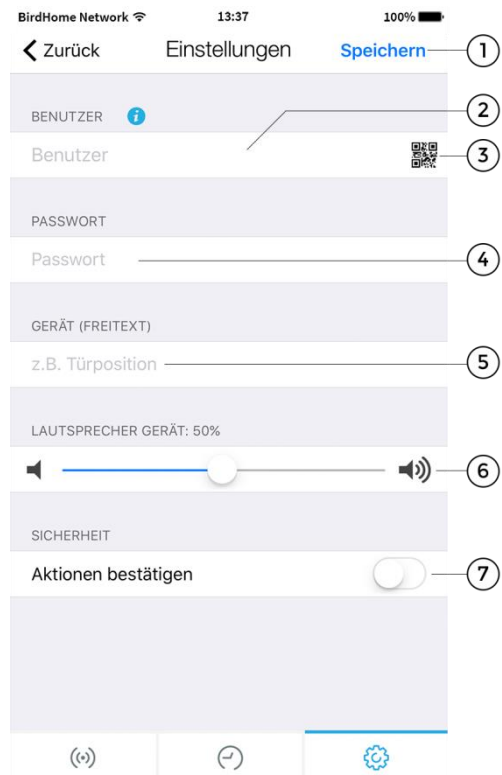 BirdHome Network 13:37 100%
Zurück Einstellungen Speichern 1
BENUTZER i 2
Benutzer 3
PASSWORT
Passwort 4
GERÄT (FREITEXT)
z.B. Türposition 5
LAUTSPRECHER GERÄT: 50%
6
SICHERHEIT
Aktionen bestätigen 7